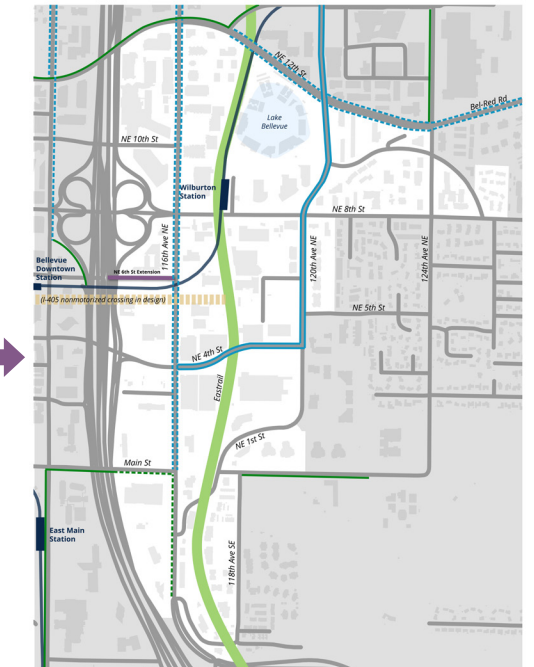 NE 12th St
Bel-Red Rd
Lake
Bellevue
NE 10th St
Wilburton
Station
NE 8th St
116th Ave NE
120th Ave NE
124th Ave NE
Bellevue
Downtown
Station
NE 6th St Extension
(I-405 nonmotorized crossing in design)
NE 5th St
NE 4th St
Eastrail
NE 1st St
Main St
East Main
Station
118th Ave SE